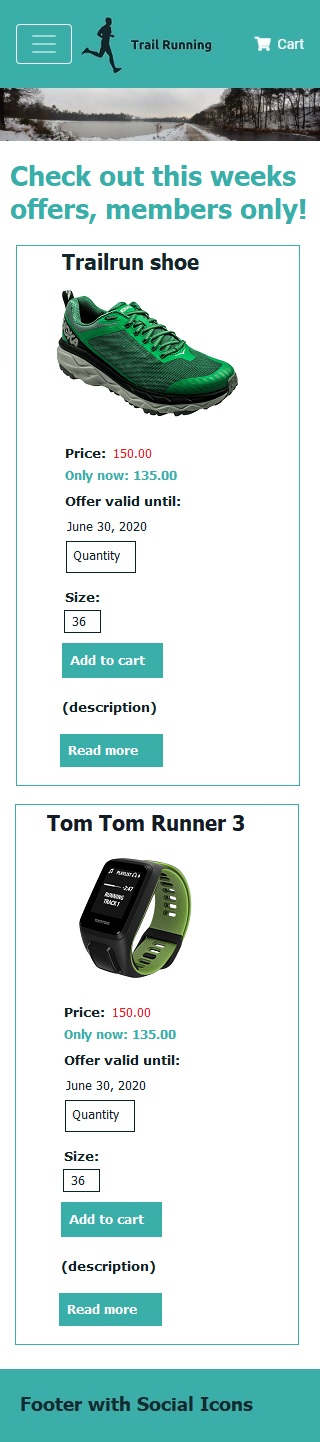 Trail Running
Cart
Check out this weeks
offers, members only!
Trailrun shoe
Price: 150.00
Only now: 135.00
Offer valid until:
June 30, 2020
Quantity
Size:
36
Add to cart
(description)
Read more
Tom Tom Runner 3
PLAYLIST
-2:47
RUNNING
TRACK 1
TOMTOM
Price: 150.00
Only now: 135.00
Offer valid until:
June 30, 2020
Quantity
Size:
36
Add to cart
(description)
Read more
Footer with Social Icons